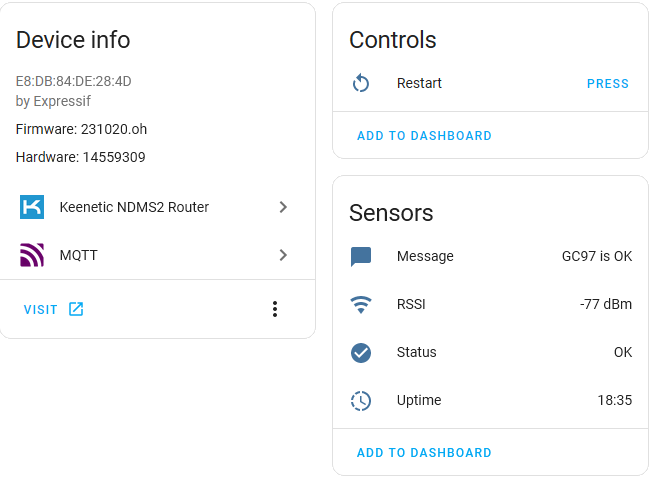 Device info
E8:DB:84:DE:28:4D
by Expressif
Firmware: 231020.oh
Hardware: 14559309
Keenetic NDMS2 Router
MQTT
VISIT
Controls
Restart PRESS
ADD TO DASHBOARD
Sensors
Message GC97 is OK
RSSI -77 dBm
Status OK
Uptime 18:35
ADD TO DASHBOARD